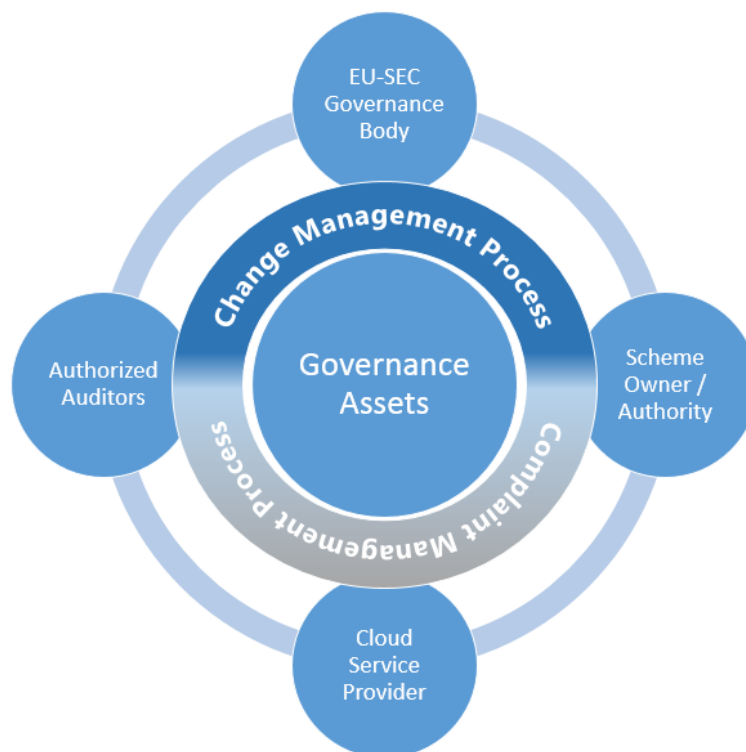 EU-SEC
Governance
Body
Change Management Process
Authorized
Auditors
Governance
Assets
Scheme
Owner /
Authority
Complaint Management Process
Cloud
Service
Provider